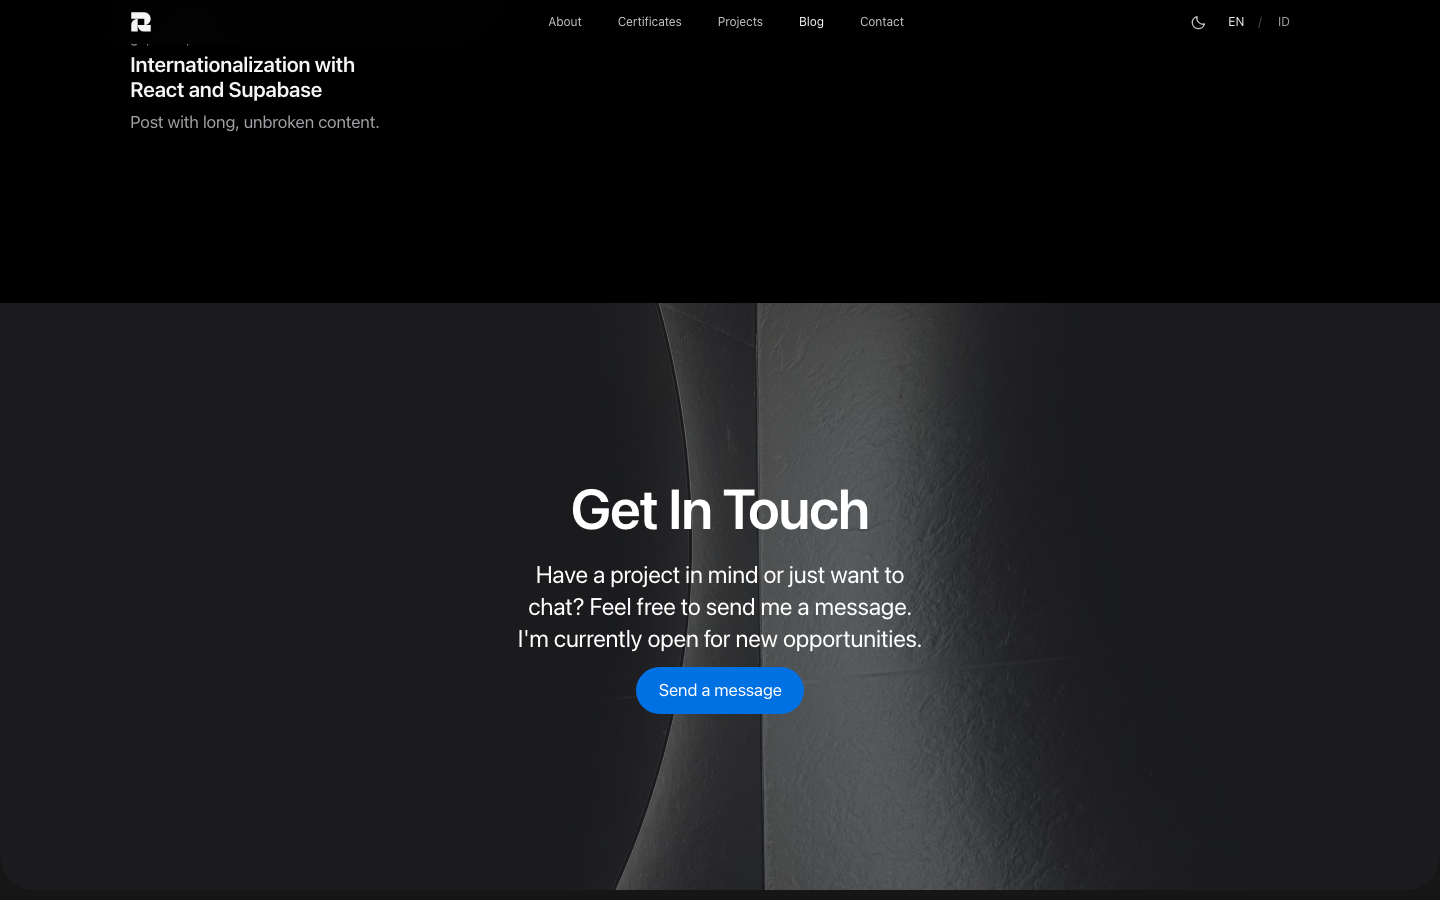 About
Certificates
Projects
Blog
Contact
EN / ID
Internationalization with
React and Supabase
Post with long, unbroken content.
Get In Touch
Have a project in mind or just want to
chat? Feel free to send me a message.
I'm currently open for new opportunities.
Send a message